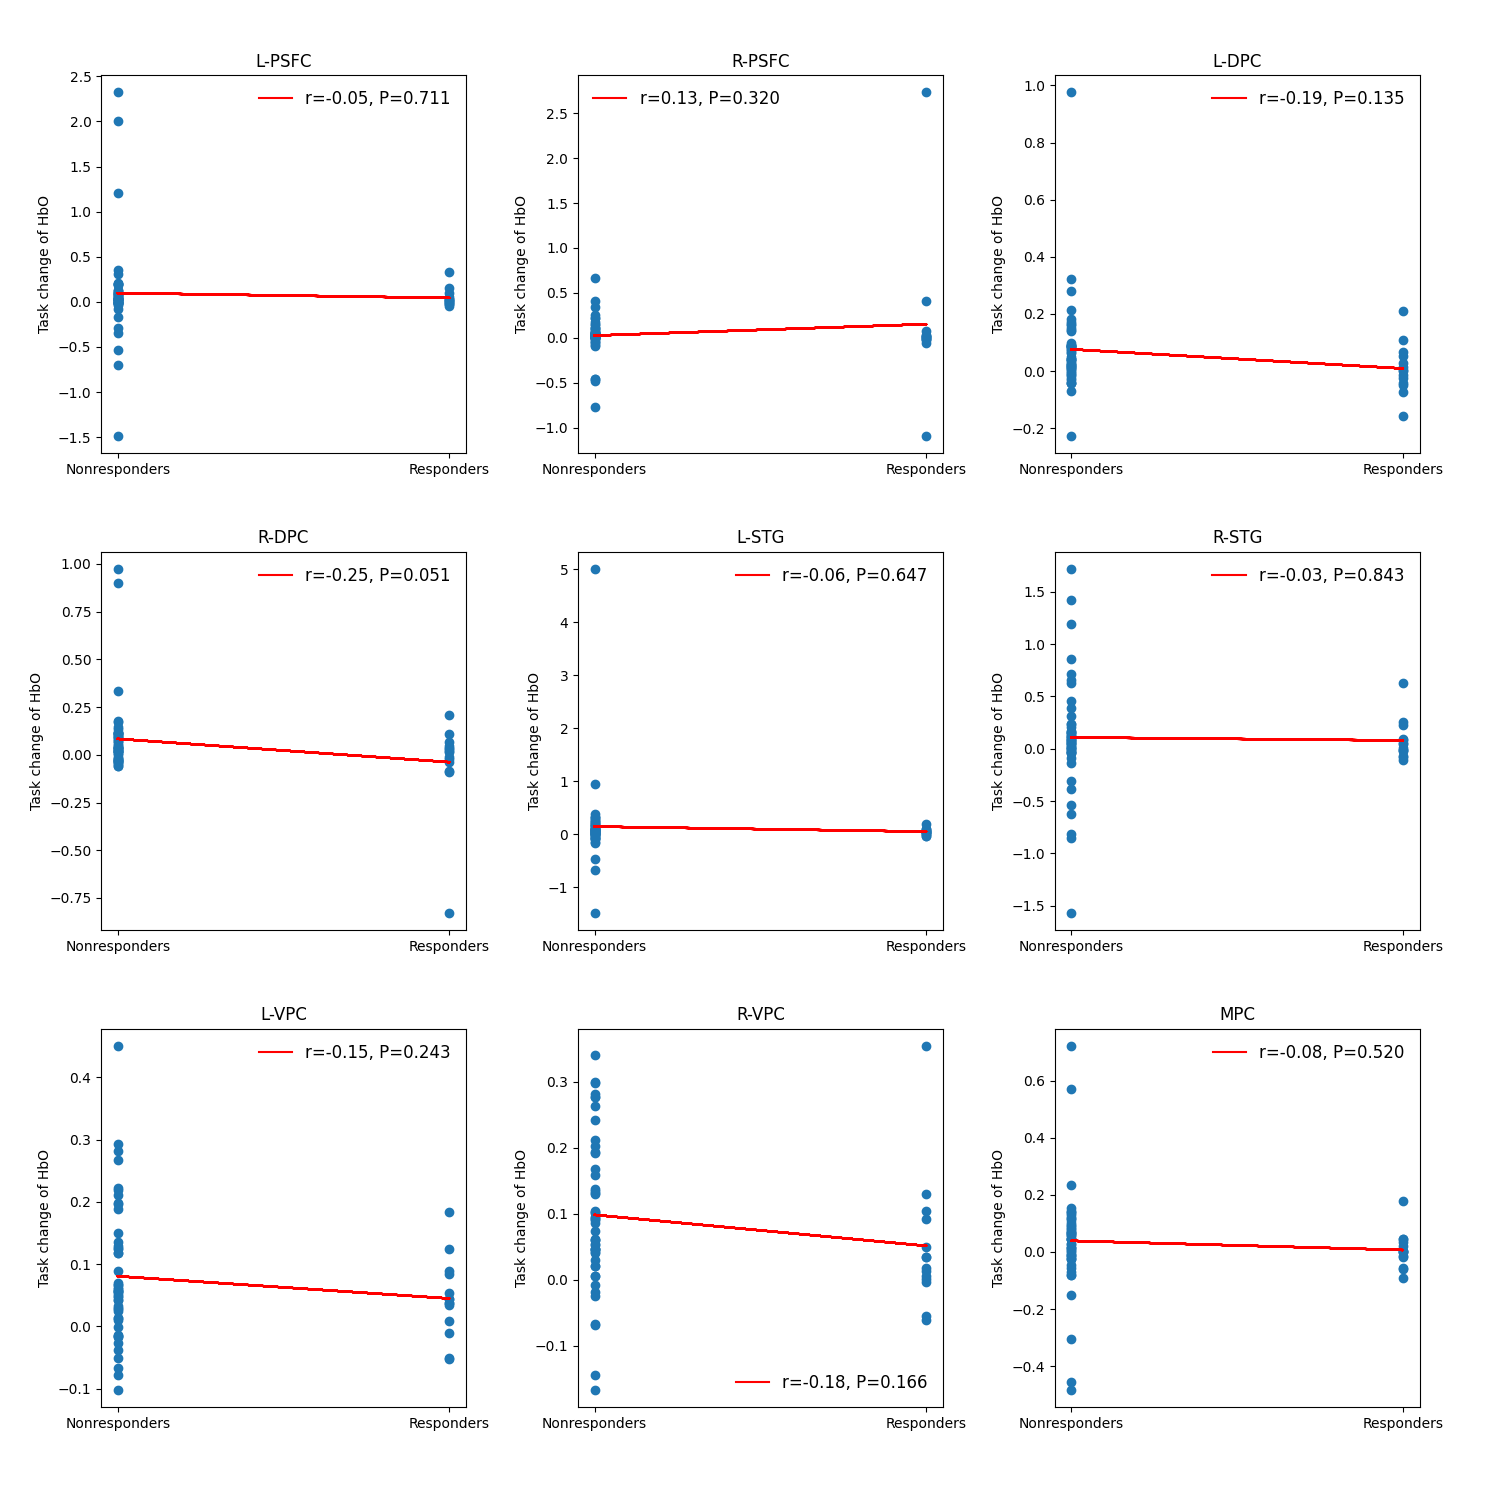 L-PSFC
r=-0.05, P=0.711
Task change of HbO
2.5
2.0
1.5
1.0
0.5
0.0
−0.5
−1.0
−1.5
Nonresponders Responders
R-PSFC
r=0.13, P=0.320
Task change of HbO
2.5
2.0
1.5
1.0
0.5
0.0
−0.5
−1.0
Nonresponders Responders
L-DPC
r=-0.19, P=0.135
Task change of HbO
1.0
0.8
0.6
0.4
0.2
0.0
−0.2
Nonresponders Responders
R-DPC
r=-0.25, P=0.051
Task change of HbO
1.00
0.75
0.50
0.25
0.00
−0.25
−0.50
−0.75
Nonresponders Responders
L-STG
r=-0.06, P=0.647
Task change of HbO
5
4
3
2
1
0
−1
Nonresponders Responders
R-STG
r=-0.03, P=0.843
Task change of HbO
1.5
1.0
0.5
0.0
−0.5
−1.0
−1.5
Nonresponders Responders
L-VPC
r=-0.15, P=0.243
Task change of HbO
0.4
0.3
0.2
0.1
0.0
−0.1
Nonresponders Responders
R-VPC
Task change of HbO
0.3
0.2
0.1
0.0
−0.1
r=-0.18, P=0.166
Nonresponders Responders
MPC
r=-0.08, P=0.520
Task change of HbO
0.6
0.4
0.2
0.0
−0.2
−0.4
Nonresponders Responders